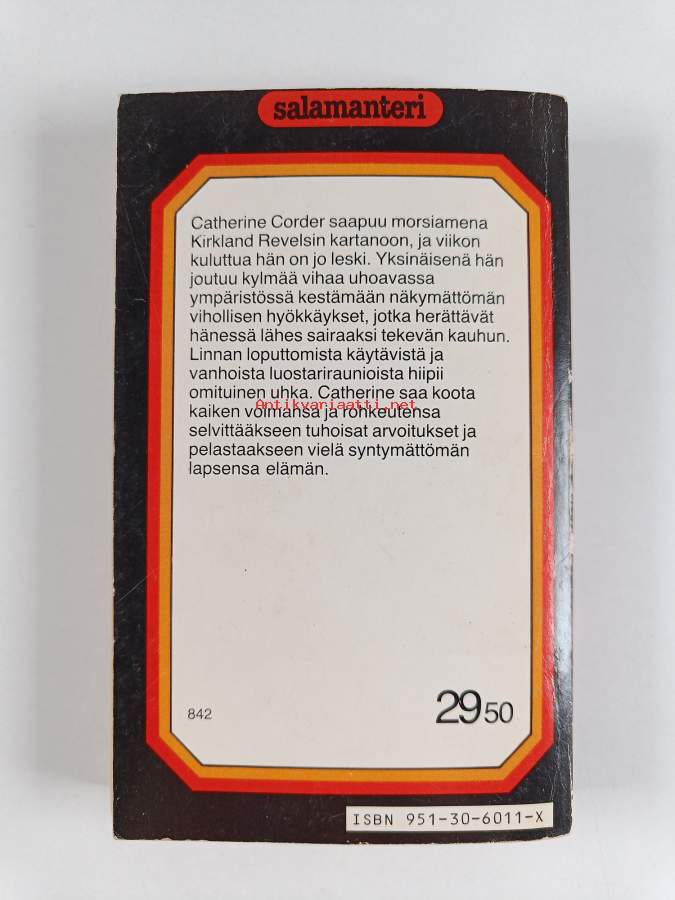 salamanteri
Catherine Corder saapuu morsiamena
Kirkland Revelsin kartanoon, ja viikon
kuluttua hän on jo leski. Yksinäisenä hän
joutuu kylmää vihaa uhoavassa
ympäristössä kestämään näkymättömän
vihollisen hyökkäykset, jotka herättävät
hänessä lähes sairaaksi tekevän kauhun.
Linnan loputtomista käytävistä ja
vanhoista luostariraunioista hiipii
omituinen uhka. Catherine saa koota
Antikvariaatti.net
kaiken voimansa ja rohkeutensa
selvittääkseen tuhoisat arvoitukset ja
pelastaakseen vielä syntymättömän
lapsensa elämän.
842
29 50
ISBN 951-30-6011-X